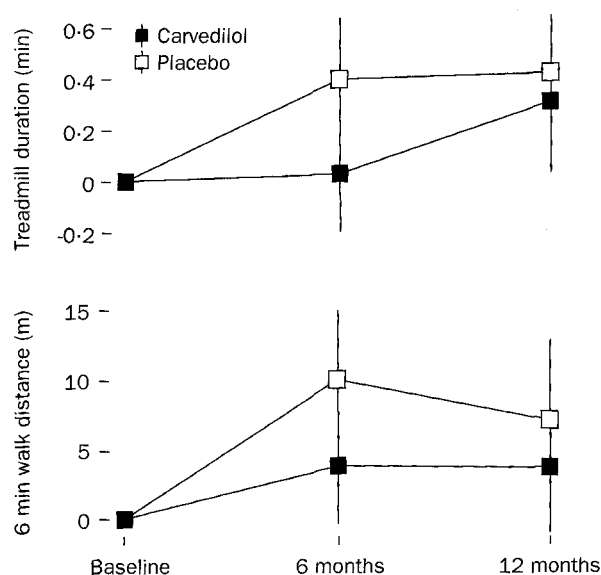 Treadmill duration (min)
0·6
0·4
0·2
0
-0·2
Carvedilol
Placebo
6 min walk distance (m)
15
10
5
0
Baseline 6 months 12 months